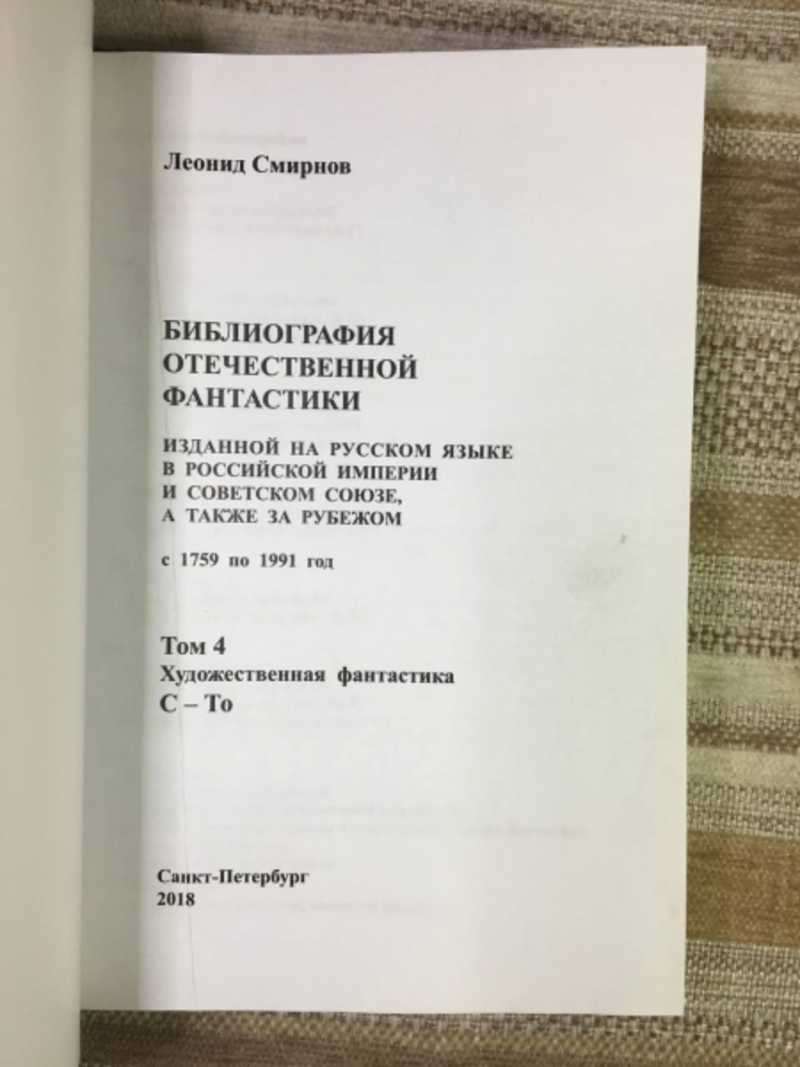 Леонид Смирнов
БИБЛИОГРАФИЯ
ОТЕЧЕСТВЕННОЙ
ФАНТАСТИКИ
ИЗДАННОЙ НА РУССКОМ ЯЗЫКЕ
В РОССИЙСКОЙ ИМПЕРИИ
И СОВЕТСКОМ СОЮЗЕ,
А ТАКЖЕ ЗА РУБЕЖОМ
с 1759 по 1991 год
Том 4
Художественная фантастика
С – То
Санкт-Петербург
2018